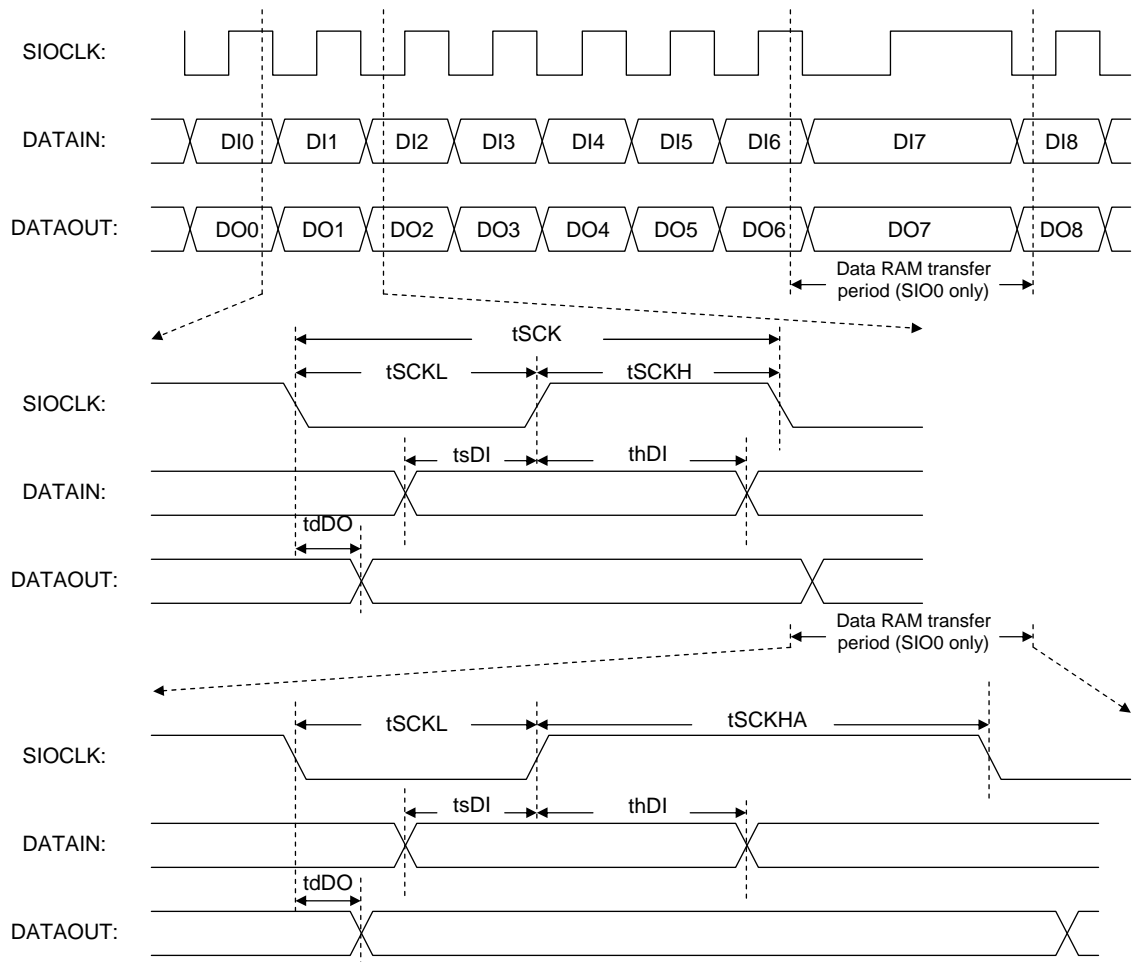 SIOCLK:
DATAIN: DI0 DI1 DI2 DI3 DI4 DI5 DI6 DI7 DI8
DATAOUT: DO0 DO1 DO2 DO3 DO4 DO5 DO6 DO7 DO8
Data RAM transfer
period (SIO0 only)
tSCK
tSCKL tSCKH
SIOCLK:
tsDI thDI
DATAIN:
tdDO
DATAOUT:
Data RAM transfer
period (SIO0 only)
tSCKL tSCKHA
SIOCLK:
tsDI thDI
DATAIN:
tdDO
DATAOUT: